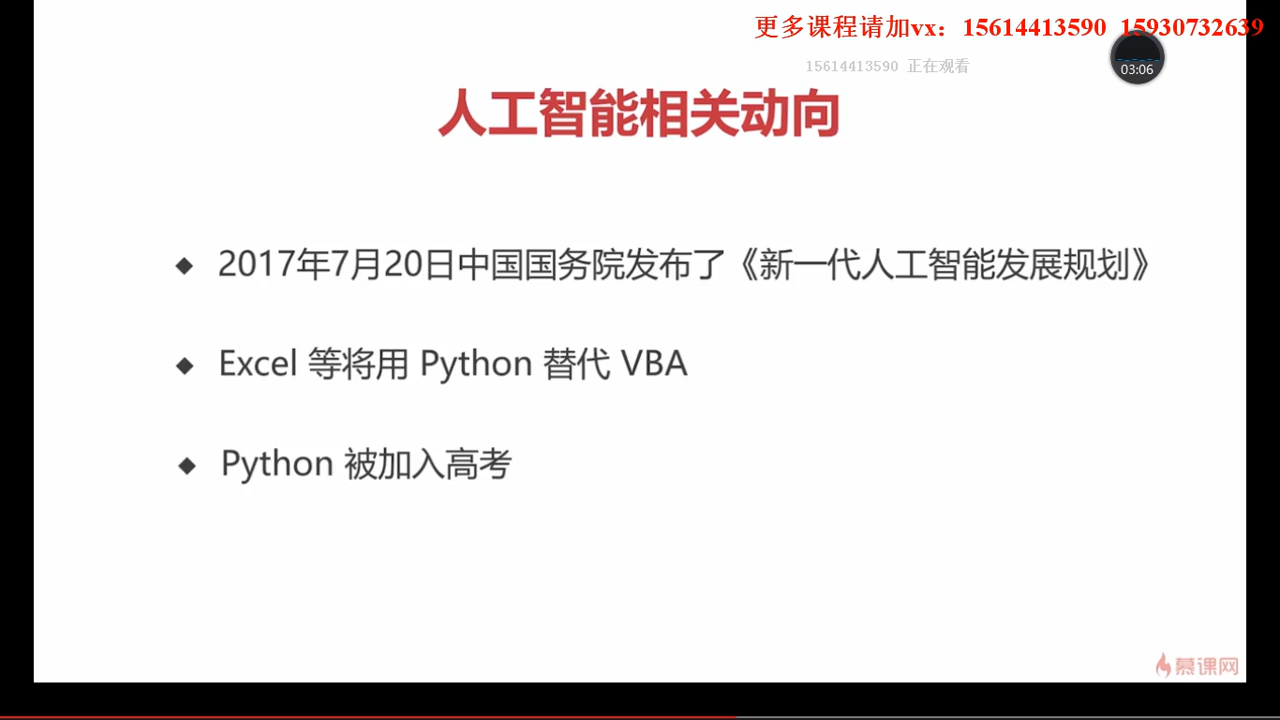 更多课程请加vx：15614413590 15930732639
15614413590 正在观看
03:06
人工智能相关动向
◆ 2017年7月20日中国国务院发布了《新一代人工智能发展规划》
◆ Excel 等将用 Python 替代 VBA
◆ Python 被加入高考
慕课网